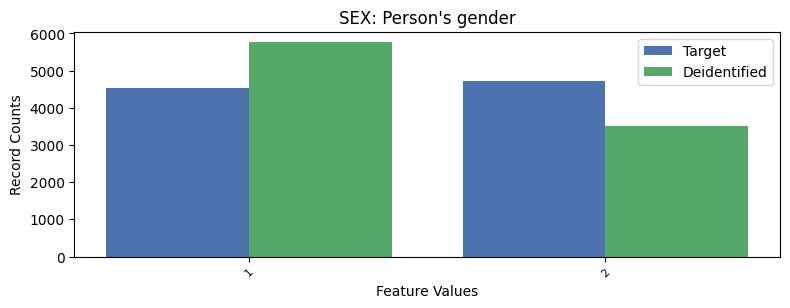 SEX: Person's gender
Record Counts
6000
5000
4000
3000
2000
1000
0
Target
Deidentified
1
2
Feature Values